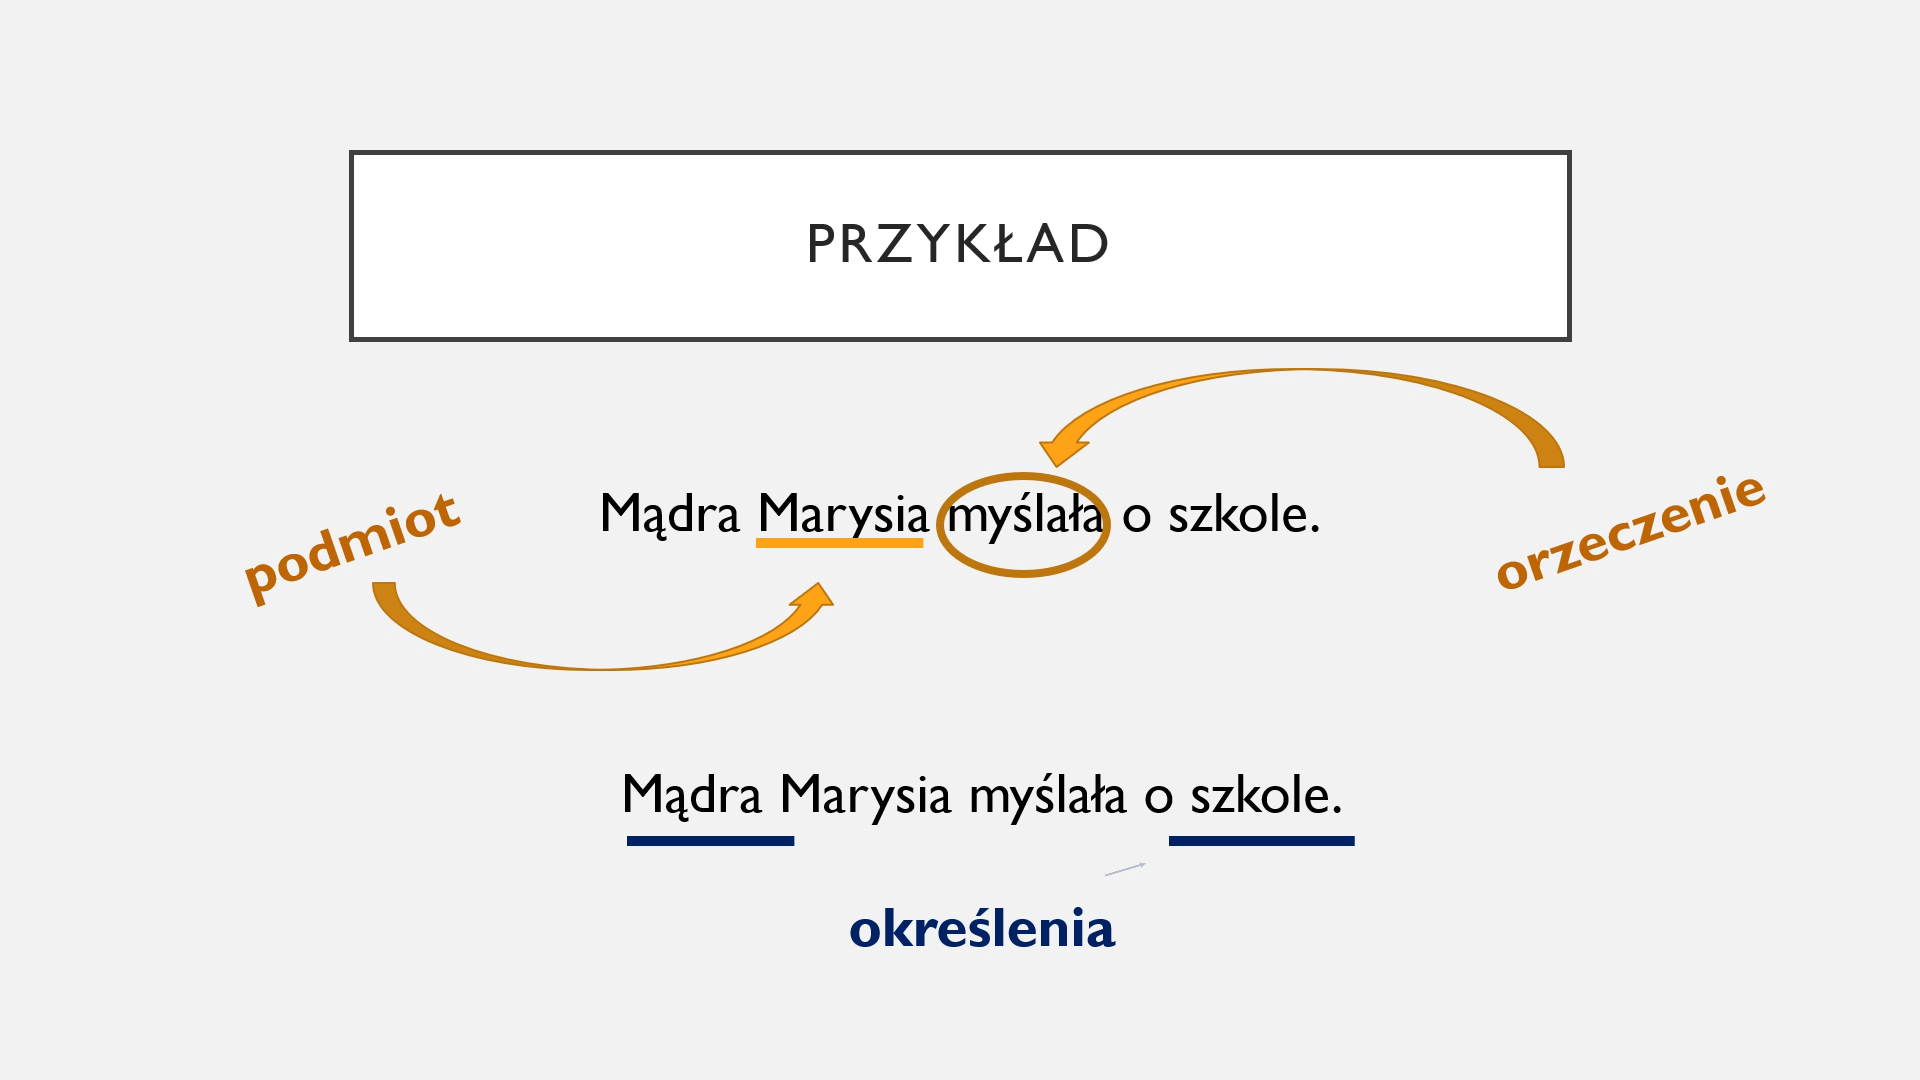 PRZYKŁAD
Mądra Marysia myślała o szkole.
podmiot
orzeczenie
Mądra Marysia myślała o szkole.
określenia